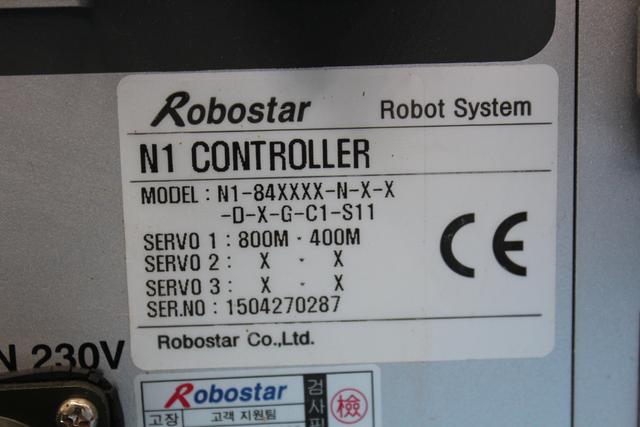 Robostar Robot System
N1 CONTROLLER
MODEL : N1-84XXXX-N-X-X
-D-X-G-C1-S11
SERVO 1 : 800M · 400M
SERVO 2 : X · X
SERVO 3 : X · X
SER.NO : 1504270287
CE
Robostar Co.,Ltd.
N 230V
Robostar
고장
고객 지원팀
검사
檢